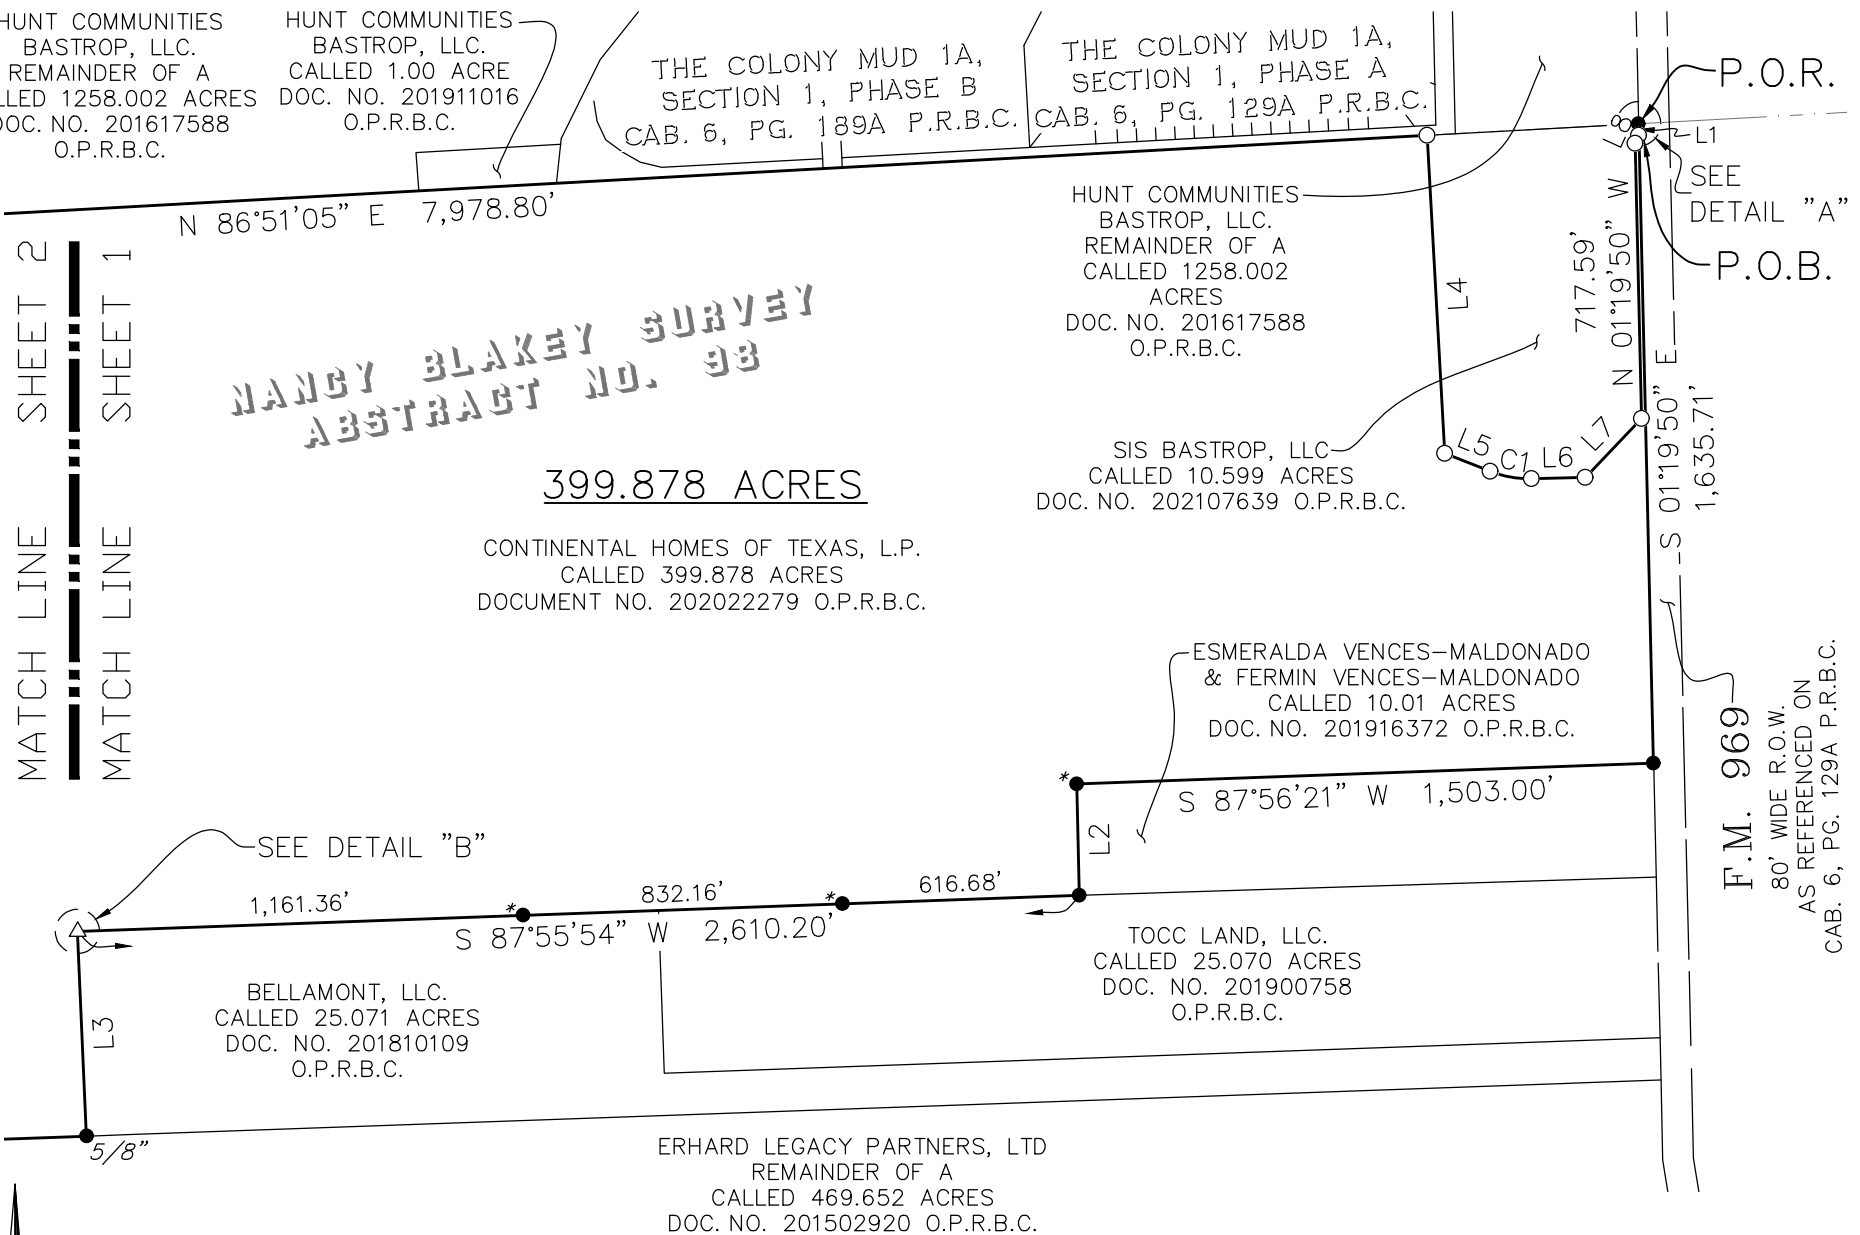 HUNT COMMUNITIES
BASTROP, LLC.
REMAINDER OF A
LLED 1258.002 ACRES
DOC. NO. 201617588
O.P.R.B.C.
HUNT COMMUNITIES
BASTROP, LLC.
CALLED 1.00 ACRE
DOC. NO. 201911016
O.P.R.B.C.
THE COLONY MUD 1A,
SECTION 1, PHASE B
CAB. 6, PG. 189A P.R.B.C.
THE COLONY MUD 1A,
SECTION 1, PHASE A
CAB. 6, PG. 129A P.R.B.C.
P.O.R.
L8
L1
SEE
DETAIL "A"
P.O.B.
N 86°51'05" E 7,978.80'
HUNT COMMUNITIES
BASTROP, LLC.
REMAINDER OF A
CALLED 1258.002
ACRES
DOC. NO. 201617588
O.P.R.B.C.
L4
717.59'
N 01°19'50" W
S 01°19'50" E
1,635.71'
MATCH LINE SHEET 2
MATCH LINE SHEET 1
NANCY BLAKEY SURVEY
ABSTRACT NO. 98
399.878 ACRES
CONTINENTAL HOMES OF TEXAS, L.P.
CALLED 399.878 ACRES
DOCUMENT NO. 202022279 O.P.R.B.C.
SIS BASTROP, LLC
CALLED 10.599 ACRES
DOC. NO. 202107639 O.P.R.B.C.
L5
C1
L6
L7
ESMERALDA VENCES-MALDONADO
& FERMIN VENCES-MALDONADO
CALLED 10.01 ACRES
DOC. NO. 201916372 O.P.R.B.C.
F.M. 969
80' WIDE R.O.W.
AS REFERENCED ON
CAB. 6, PG. 129A P.R.B.C.
*
S 87°56'21" W 1,503.00'
L2
SEE DETAIL "B"
1,161.36'
*
832.16'
*
616.68'
S 87°55'54" W 2,610.20'
L3
BELLAMONT, LLC.
CALLED 25.071 ACRES
DOC. NO. 201810109
O.P.R.B.C.
TOCC LAND, LLC.
CALLED 25.070 ACRES
DOC. NO. 201900758
O.P.R.B.C.
5/8"
ERHARD LEGACY PARTNERS, LTD
REMAINDER OF A
CALLED 469.652 ACRES
DOC. NO. 201502920 O.P.R.B.C.